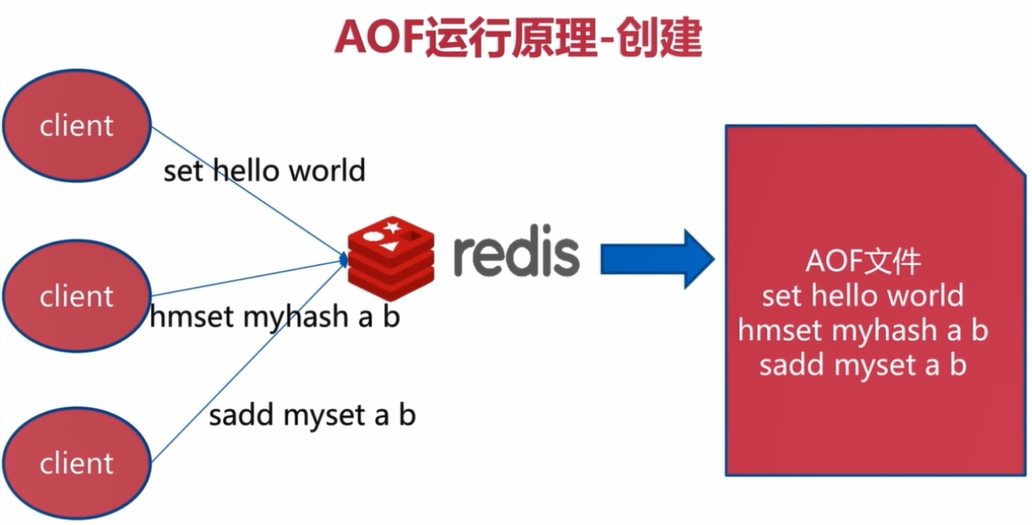 AOF运行原理-创建
client
set hello world
client
hmset myhash a b
client
sadd myset a b
redis
AOF文件
set hello world
hmset myhash a b
sadd myset a b